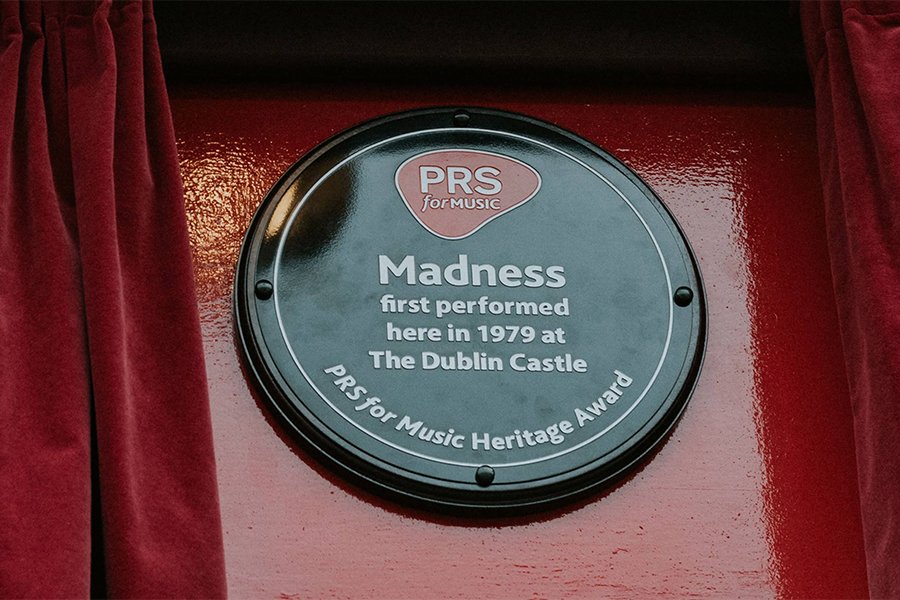 PRS
for MUSIC
Madness
first performed
here in 1979 at
The Dublin Castle
PRS for Music Heritage Award